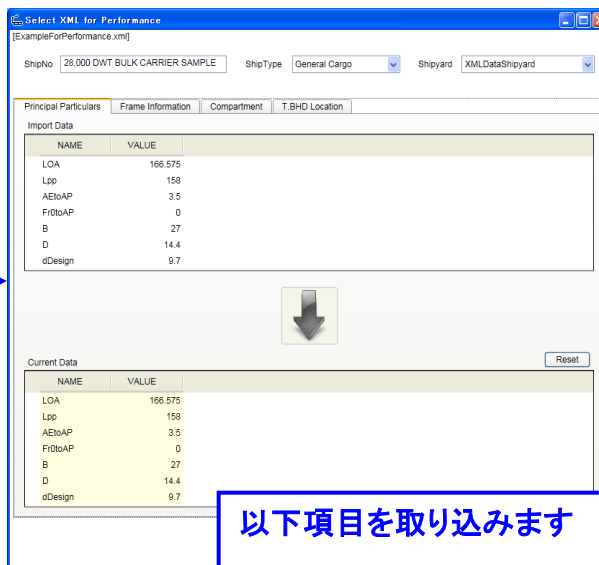 Select XML for Performance
[ExampleForPerformance.xml]
ShipNo 28,000 DWT BULK CARRIER SAMPLE ShipType General Cargo Shipyard XMLDataShipyard
Principal Particulars Frame Information Compartment T.BHD Location
Import Data
NAME VALUE
LOA 166.575
Lpp 158
AEtoAP 3.5
Fr0toAP 0
B 27
D 14.4
dDesign 9.7
Reset
Current Data
NAME VALUE
LOA 166.575
Lpp 158
AEtoAP 3.5
Fr0toAP 0
B 27
D 14.4
dDesign 9.7
以下項目を取り込みます